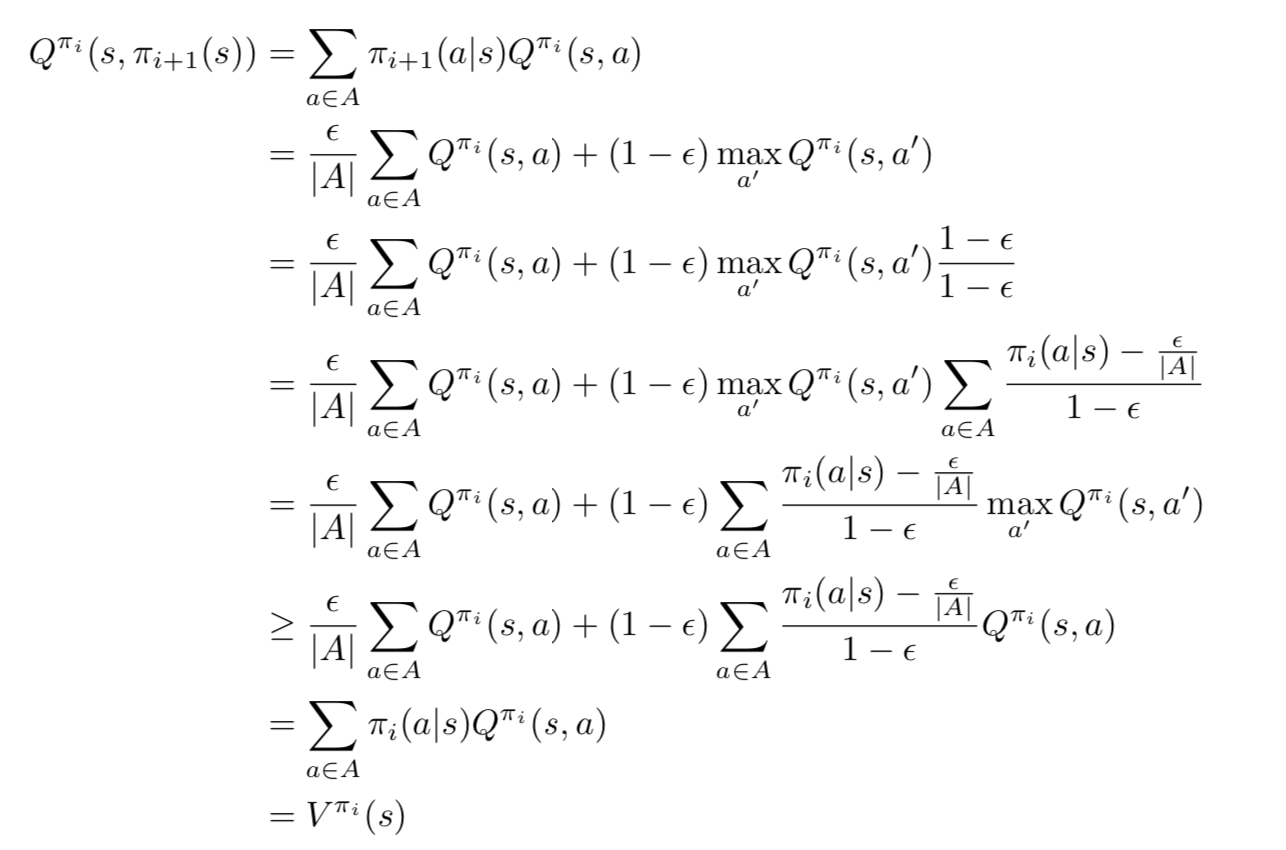 $Q^{\pi_i}(s, \pi_{i+1}(s)) = \sum_{a \in A} \pi_{i+1}(a|s) Q^{\pi_i}(s, a)$
$= \frac{\epsilon}{|A|} \sum_{a \in A} Q^{\pi_i}(s, a) + (1 - \epsilon) \max_{a'} Q^{\pi_i}(s, a')$
$= \frac{\epsilon}{|A|} \sum_{a \in A} Q^{\pi_i}(s, a) + (1 - \epsilon) \max_{a'} Q^{\pi_i}(s, a') \frac{1 - \epsilon}{1 - \epsilon}$
$= \frac{\epsilon}{|A|} \sum_{a \in A} Q^{\pi_i}(s, a) + (1 - \epsilon) \max_{a'} Q^{\pi_i}(s, a') \sum_{a \in A} \frac{\pi_i(a|s) - \frac{\epsilon}{|A|}}{1 - \epsilon}$
$= \frac{\epsilon}{|A|} \sum_{a \in A} Q^{\pi_i}(s, a) + (1 - \epsilon) \sum_{a \in A} \frac{\pi_i(a|s) - \frac{\epsilon}{|A|}}{1 - \epsilon} \max_{a'} Q^{\pi_i}(s, a')$
$\geq \frac{\epsilon}{|A|} \sum_{a \in A} Q^{\pi_i}(s, a) + (1 - \epsilon) \sum_{a \in A} \frac{\pi_i(a|s) - \frac{\epsilon}{|A|}}{1 - \epsilon} Q^{\pi_i}(s, a)$
$= \sum_{a \in A} \pi_i(a|s) Q^{\pi_i}(s, a)$
$= V^{\pi_i}(s)$